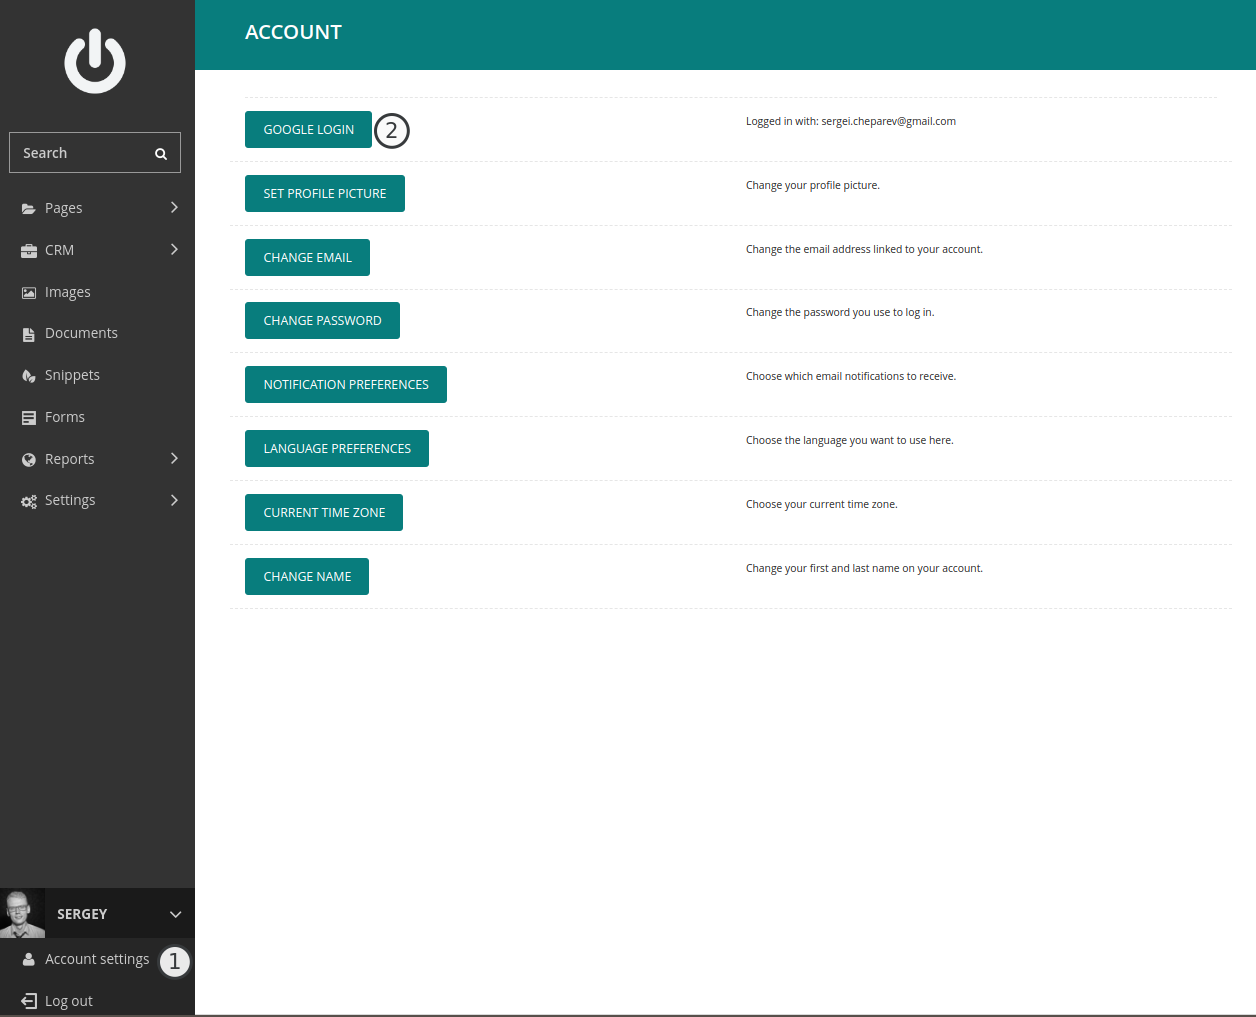 ACCOUNT
Search
Pages
CRM
Images
Documents
Snippets
Forms
Reports
Settings
SERGEY
Account settings 1
Log out
GOOGLE LOGIN 2
Logged in with: sergei.cheparev@gmail.com
SET PROFILE PICTURE
Change your profile picture.
CHANGE EMAIL
Change the email address linked to your account.
CHANGE PASSWORD
Change the password you use to log in.
NOTIFICATION PREFERENCES
Choose which email notifications to receive.
LANGUAGE PREFERENCES
Choose the language you want to use here.
CURRENT TIME ZONE
Choose your current time zone.
CHANGE NAME
Change your first and last name on your account.